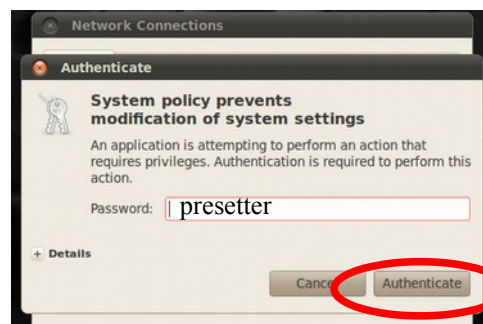 Network Connections
Authenticate
System policy prevents
modification of system settings
An application is attempting to perform an action that
requires privileges. Authentication is required to perform this
action.
Password: presetter
+ Details
Cancel Authenticate